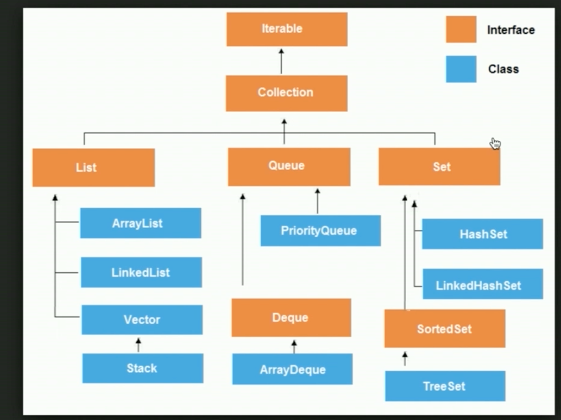 Iterable
Interface
Class
Collection
List
Queue
Set
ArrayList
PriorityQueue
HashSet
LinkedList
LinkedHashSet
Vector
Deque
SortedSet
Stack
ArrayDeque
TreeSet